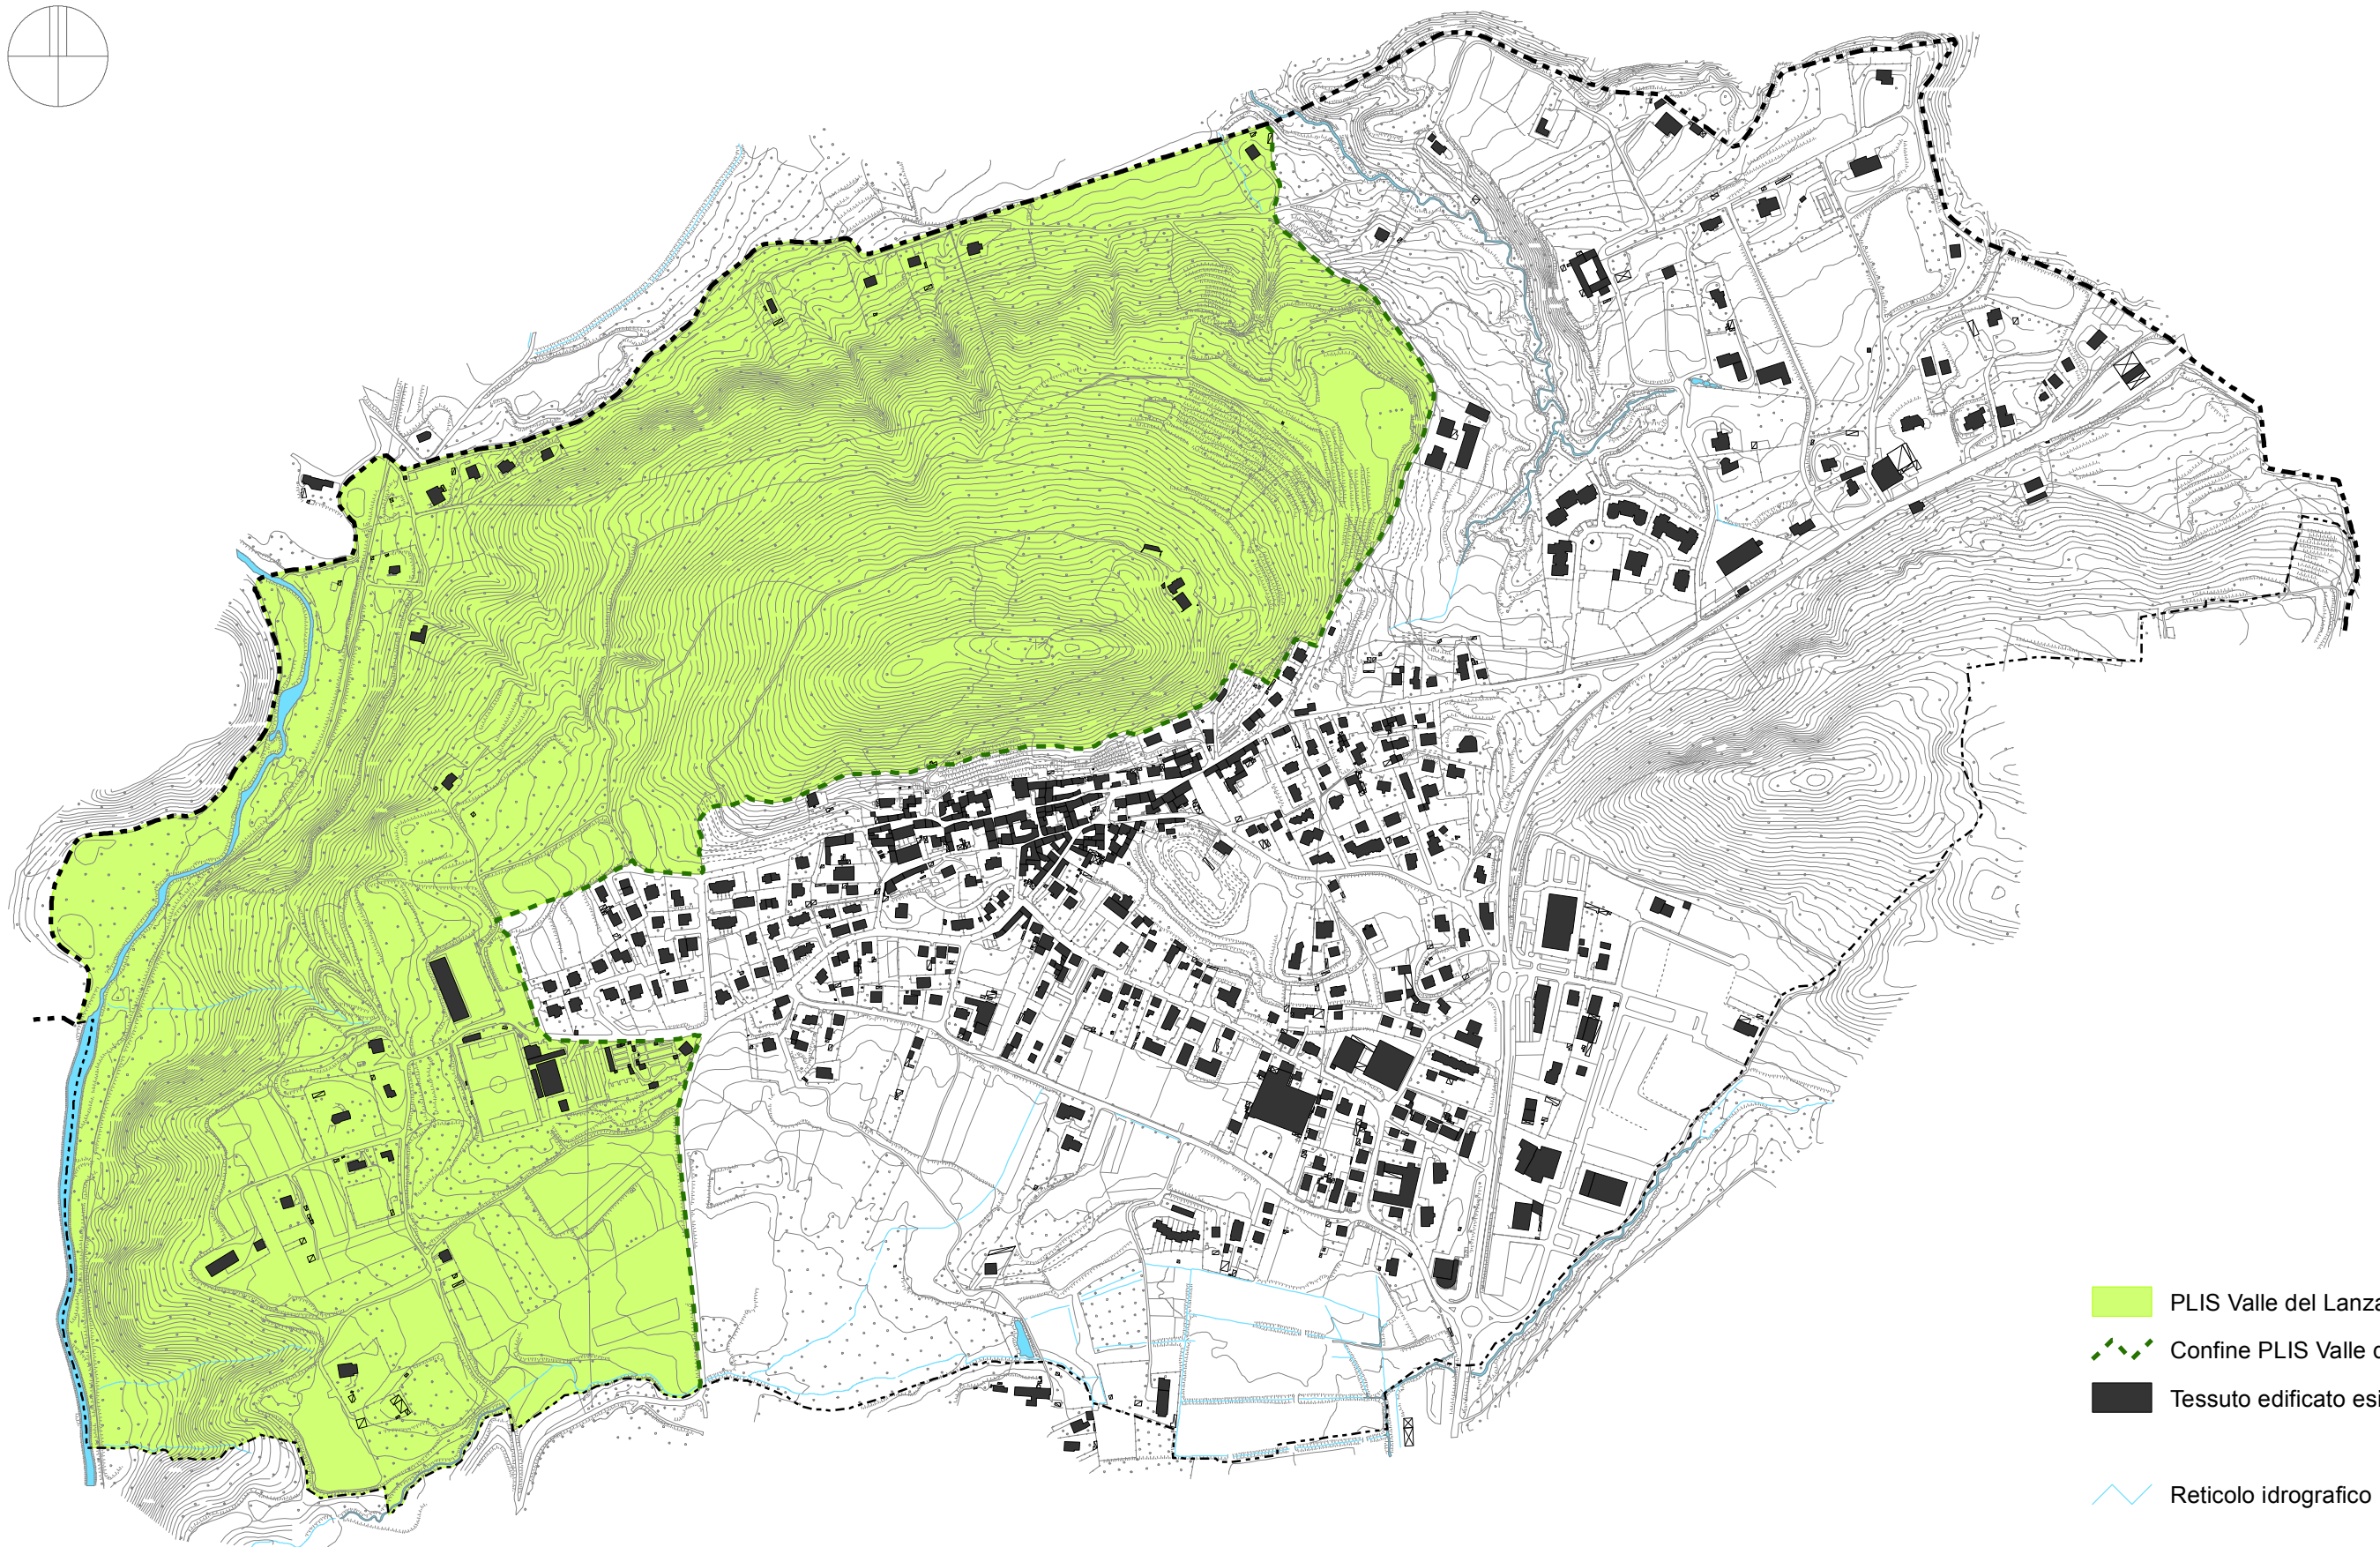 PLIS Valle del Lanza
Confine PLIS Valle d
Tessuto edificato esi
Reticolo idrografico